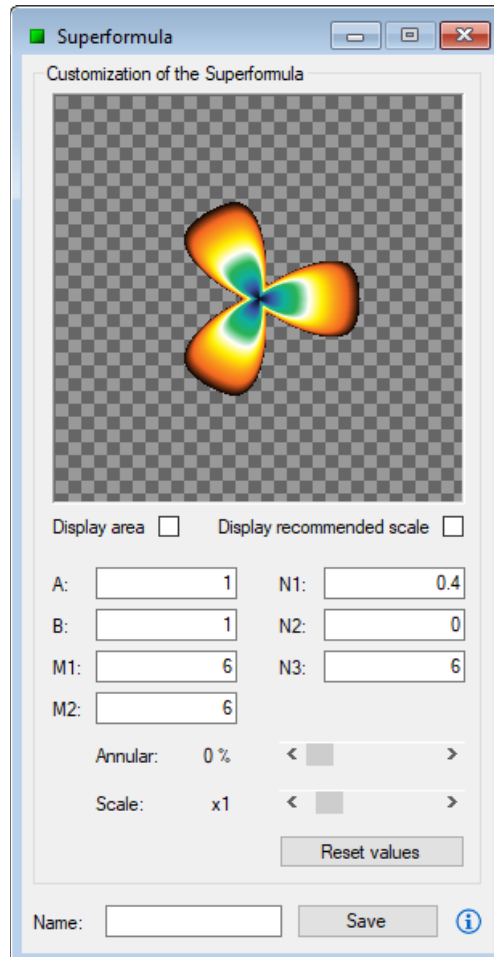 Superformula
Customization of the Superformula
Display area Display recommended scale
A: 1 N1: 0.4
B: 1 N2: 0
M1: 6 N3: 6
M2: 6
Annular: 0 %
Scale: x1
Reset values
Name: Save